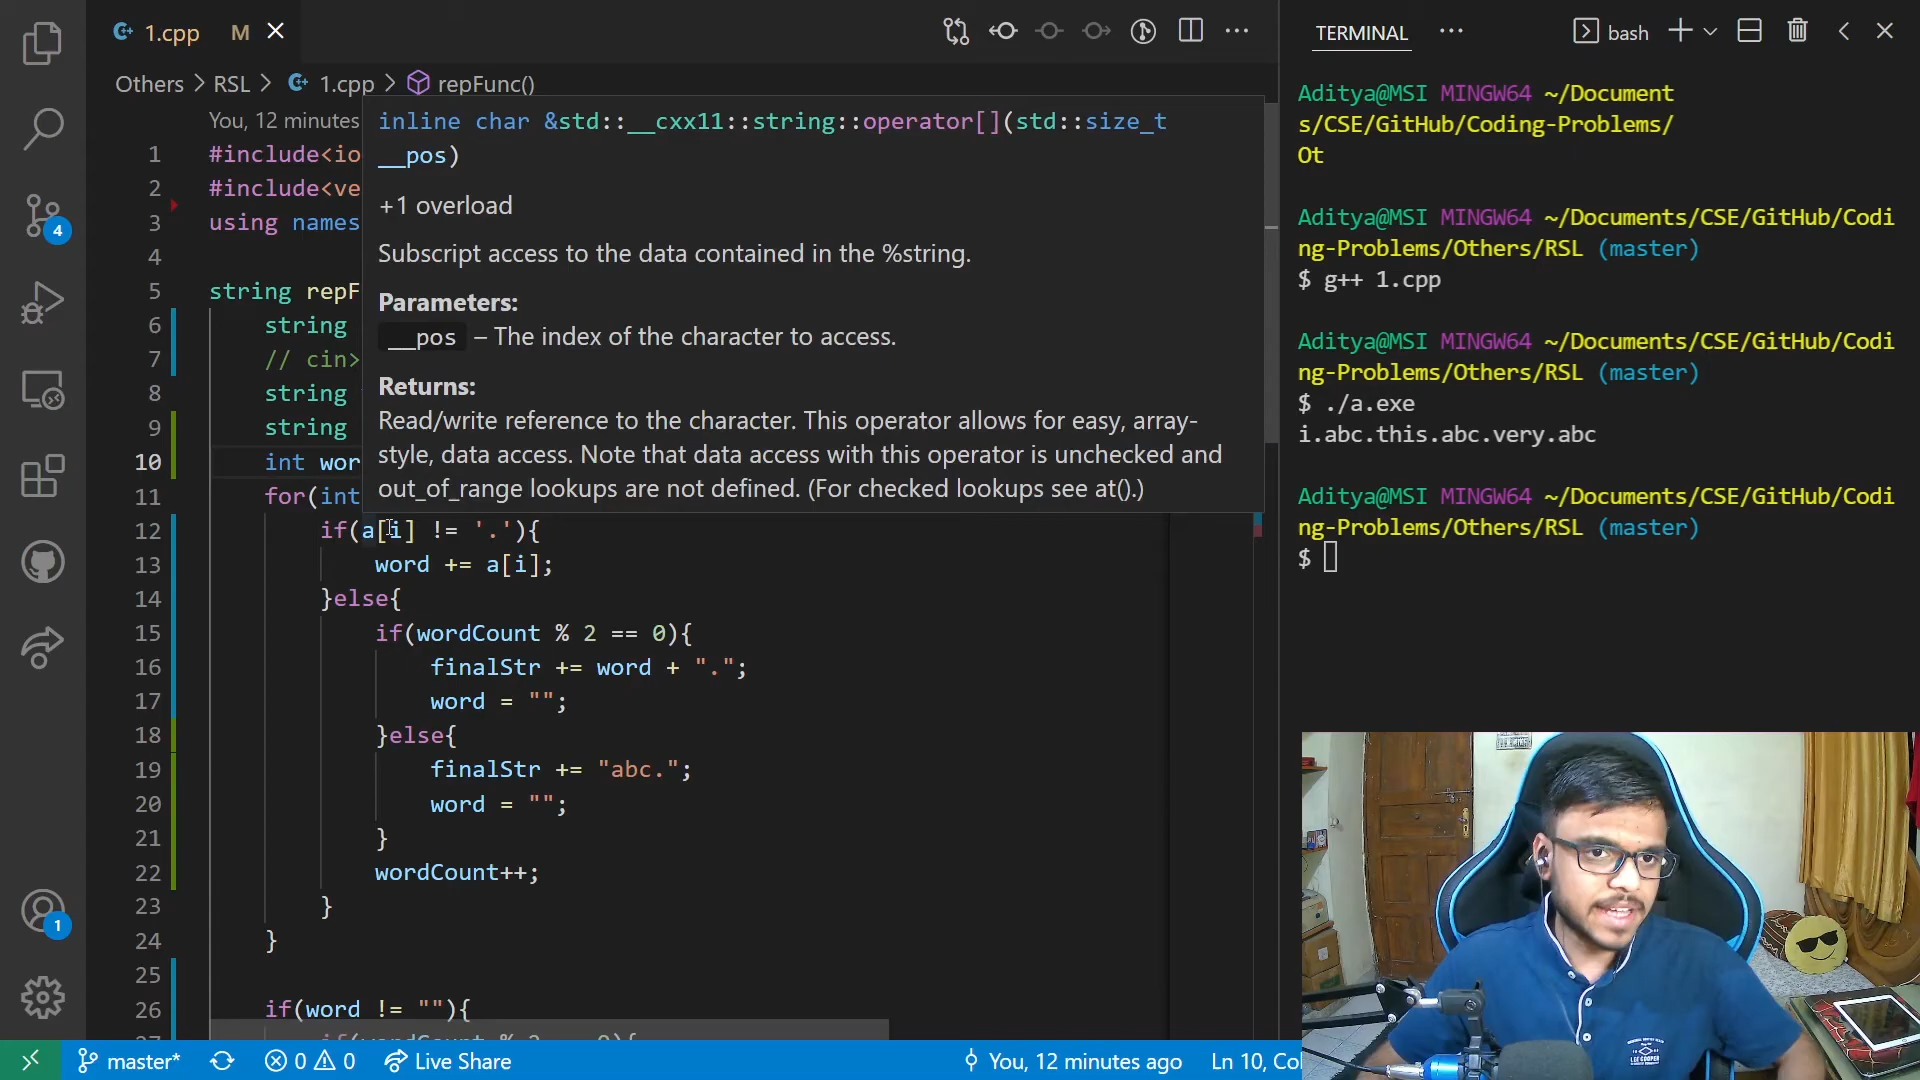 1.cpp M
Others > RSL > 1.cpp > repFunc()
You, 12 minutes
inline char &std::__cxx11::string::operator[](std::size_t
__pos)
+1 overload
Subscript access to the data contained in the %string.
Parameters:
__pos – The index of the character to access.
Returns:
Read/write reference to the character. This operator allows for easy, array-
style, data access. Note that data access with this operator is unchecked and
out_of_range lookups are not defined. (For checked lookups see at().)
1 #include<io
2 #include<ve
3 using names
4
5 string repF
6 string
7 // cin>
8 string
9 string
10 int wor
11 for(int
12 if(a[i] != '.'){
13 word += a[i];
14 }else{
15 if(wordCount % 2 == 0){
16 finalStr += word + ".";
17 word = "";
18 }else{
19 finalStr += "abc.";
20 word = "";
21 }
22 wordCount++;
23 }
24 }
25
26 if(word != ""){
27 if(wordCount % 2 == 0){
4
1
master* 0 0 Live Share You, 12 minutes ago Ln 10, Col
TERMINAL bash
Aditya@MSI MINGW64 ~/Document
s/CSE/GitHub/Coding-Problems/
Ot
Aditya@MSI MINGW64 ~/Documents/CSE/GitHub/Codi
ng-Problems/Others/RSL (master)
$ g++ 1.cpp
Aditya@MSI MINGW64 ~/Documents/CSE/GitHub/Codi
ng-Problems/Others/RSL (master)
$ ./a.exe
i.abc.this.abc.very.abc
Aditya@MSI MINGW64 ~/Documents/CSE/GitHub/Codi
ng-Problems/Others/RSL (master)
$
LEE COOPER